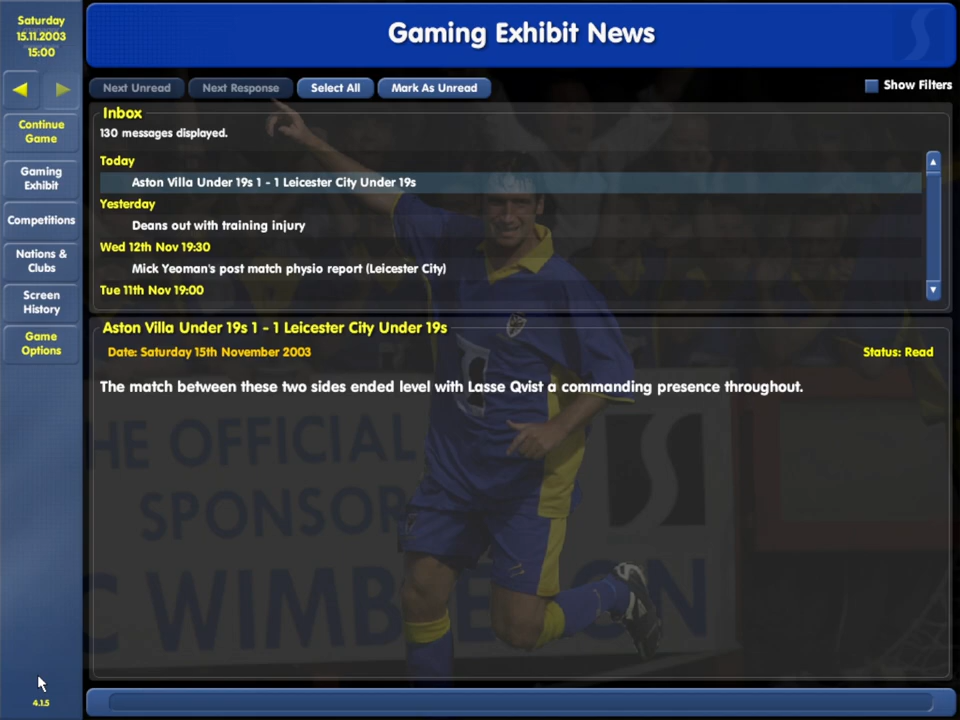 Saturday
15.11.2003
15:00
Continue
Game
Gaming
Exhibit
Competitions
Nations &
Clubs
Screen
History
Game
Options
4.1.5
Gaming Exhibit News
Next Unread
Next Response
Select All
Mark As Unread
Show Filters
Inbox
130 messages displayed.
Today
Aston Villa Under 19s 1 - 1 Leicester City Under 19s
Yesterday
Deans out with training injury
Wed 12th Nov 19:30
Mick Yeoman's post match physio report (Leicester City)
Tue 11th Nov 19:00
Aston Villa Under 19s 1 - 1 Leicester City Under 19s
Date: Saturday 15th November 2003
Status: Read
The match between these two sides ended level with Lasse Qvist a commanding presence throughout.
HE OFFICIAL
SPONSOR
C WIMB
ON